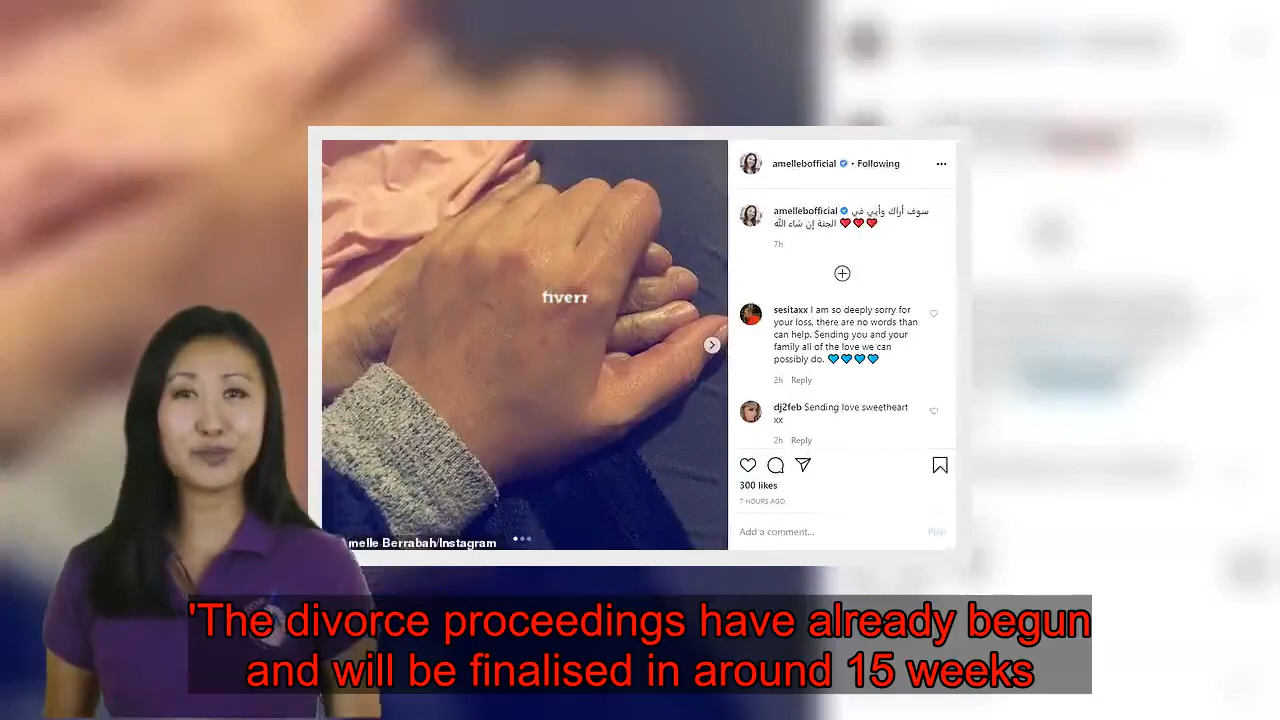 amellebofficial • Following
amellebofficial سوف أراك وأبي في
الجنة إن شاء الله ❤❤❤
7h
fiverr
sesitaxx I am so deeply sorry for
your loss, there are no words than
can help. Sending you and your
family all of the love we can
possibly do. 💙💙💙💙
2h Reply
dj2feb Sending love sweetheart
xx
2h Reply
300 likes
7 HOURS AGO
Add a comment...
melle Berrabah/Instagram
'The divorce proceedings have already begun
and will be finalised in around 15 weeks